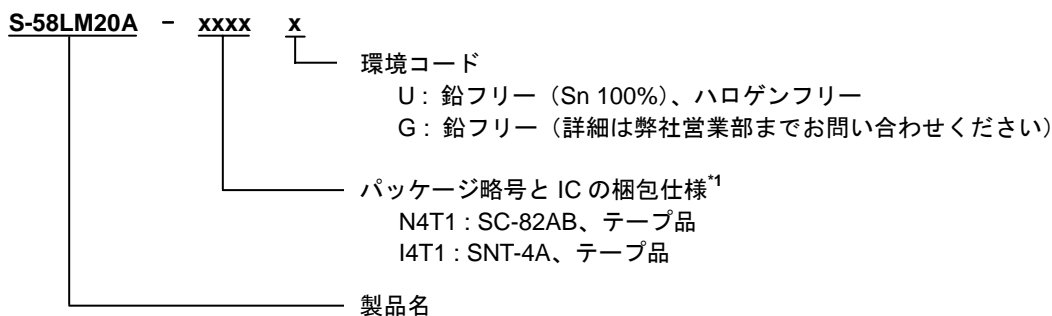 S-58LM20A － xxxx x
環境コード
U : 鉛フリー（Sn 100%）、ハロゲンフリー
G : 鉛フリー（詳細は弊社営業部までお問い合わせください）
パッケージ略号と IC の梱包仕様*1
N4T1 : SC-82AB、テープ品
I4T1 : SNT-4A、テープ品
製品名